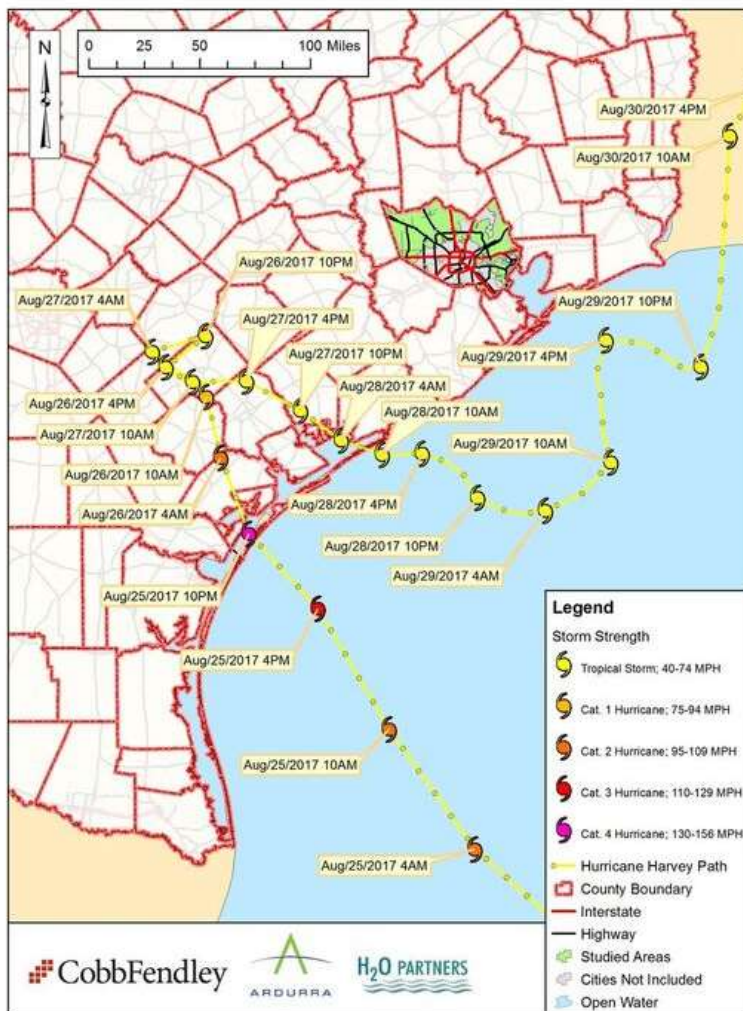 N
0 25 50 100 Miles
Aug/30/2017 4PM
Aug/30/2017 10AM
Aug/26/2017 10PM
Aug/27/2017 4AM
Aug/29/2017 10PM
Aug/27/2017 4PM
Aug/29/2017 4PM
Aug/27/2017 10PM
Aug/26/2017 4PM
Aug/28/2017 4AM
Aug/28/2017 10AM
Aug/27/2017 10AM
Aug/29/2017 10AM
Aug/26/2017 10AM
Aug/28/2017 4PM
Aug/26/2017 4AM
Aug/28/2017 10PM
Aug/29/2017 4AM
Aug/25/2017 10PM
Aug/25/2017 4PM
Aug/25/2017 10AM
Aug/25/2017 4AM
Legend
Storm Strength
Tropical Storm; 40-74 MPH
Cat. 1 Hurricane; 75-94 MPH
Cat. 2 Hurricane; 95-109 MPH
Cat. 3 Hurricane; 110-129 MPH
Cat. 4 Hurricane; 130-156 MPH
Hurricane Harvey Path
County Boundary
Interstate
Highway
Studied Areas
Cities Not Included
Open Water
CobbFendley
ARDURRA
H2O PARTNERS